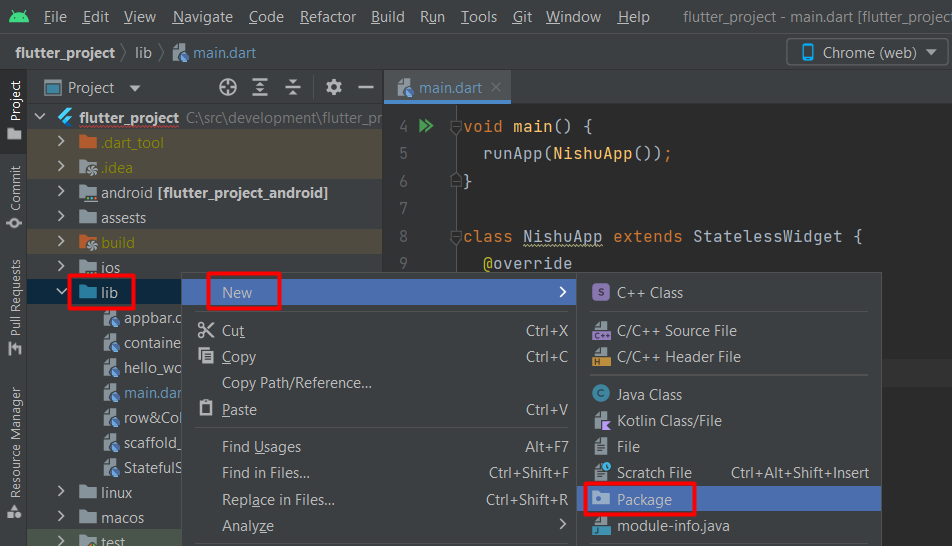 File Edit View Navigate Code Refactor Build Run Tools Git Window Help flutter_project - main.dart [flutter_project
flutter_project lib main.dart Chrome (web)
Project
Commit
Pull Requests
Resource Manager
Project
flutter_project C:\src\development\flutter_pr
.dart_tool
.idea
android [flutter_project_android]
assests
build
ios
lib
appbar.d
containe
hello_wo
main.dar
row&Col
scaffold_
StatefulS
linux
macos
test
main.dart
4 void main() {
5 runApp(NishuApp());
6 }
7
8 class NishuApp extends StatelessWidget {
9 @override
New
Cut Ctrl+X
Copy Ctrl+C
Copy Path/Reference...
Paste Ctrl+V
Find Usages Alt+F7
Find in Files... Ctrl+Shift+F
Replace in Files... Ctrl+Shift+R
Analyze
S C++ Class
C++ C/C++ Source File
H C/C++ Header File
C Java Class
Kotlin Class/File
File
Scratch File Ctrl+Alt+Shift+Insert
Package
module-info.java